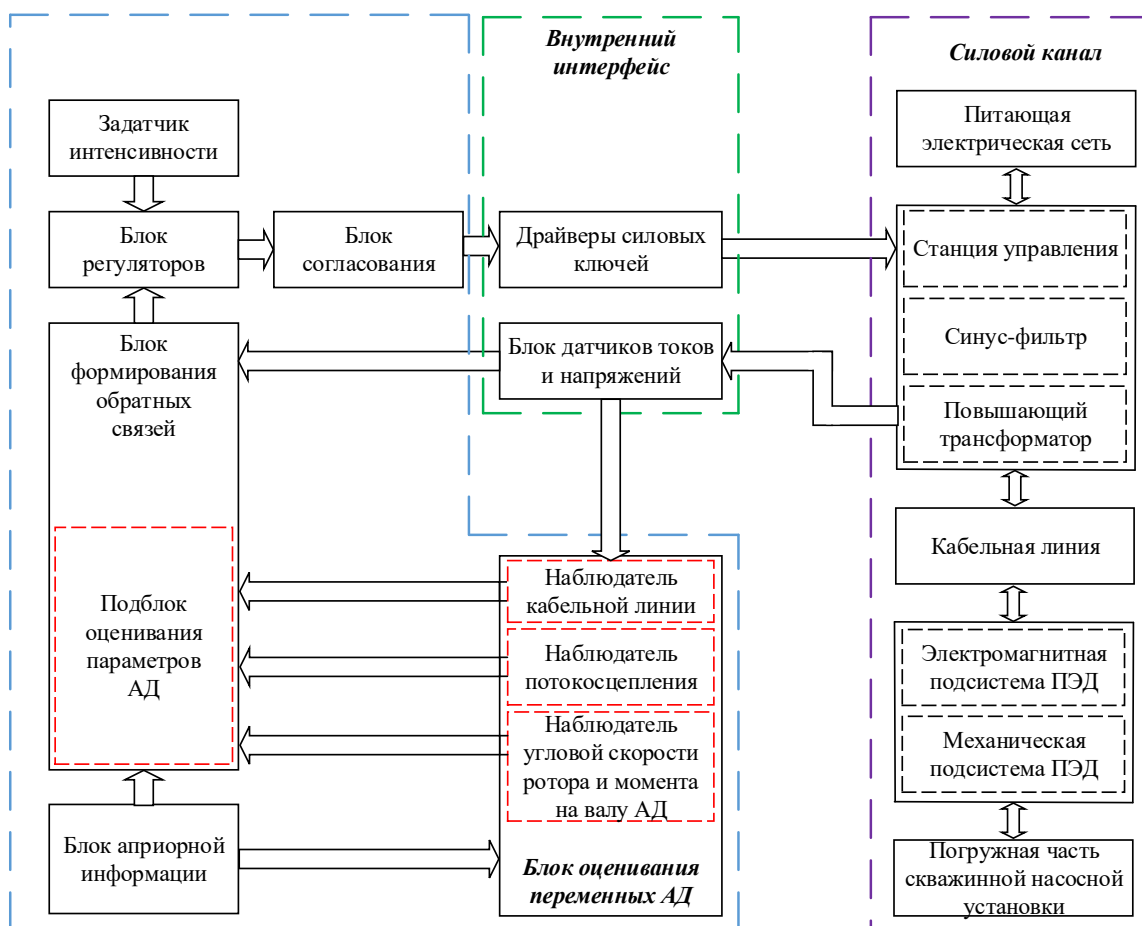 Внутренний
интерфейс
Силовой канал
Задатчик
интенсивности
Питающая
электрическая сеть
Блок
регуляторов
Блок
согласования
Драйверы силовых
ключей
Станция управления
Синус-фильтр
Повышающий
трансформатор
Блок
формирования
обратных
связей
Блок датчиков токов
и напряжений
Кабельная линия
Подблок
оценивания
параметров
АД
Наблюдатель
кабельной линии
Наблюдатель
потокосцепления
Наблюдатель
угловой скорости
ротора и момента
на валу АД
Блок оценивания
переменных АД
Электромагнитная
подсистема ПЭД
Механическая
подсистема ПЭД
Блок априорной
информации
Погружная часть
скважинной насосной
установки